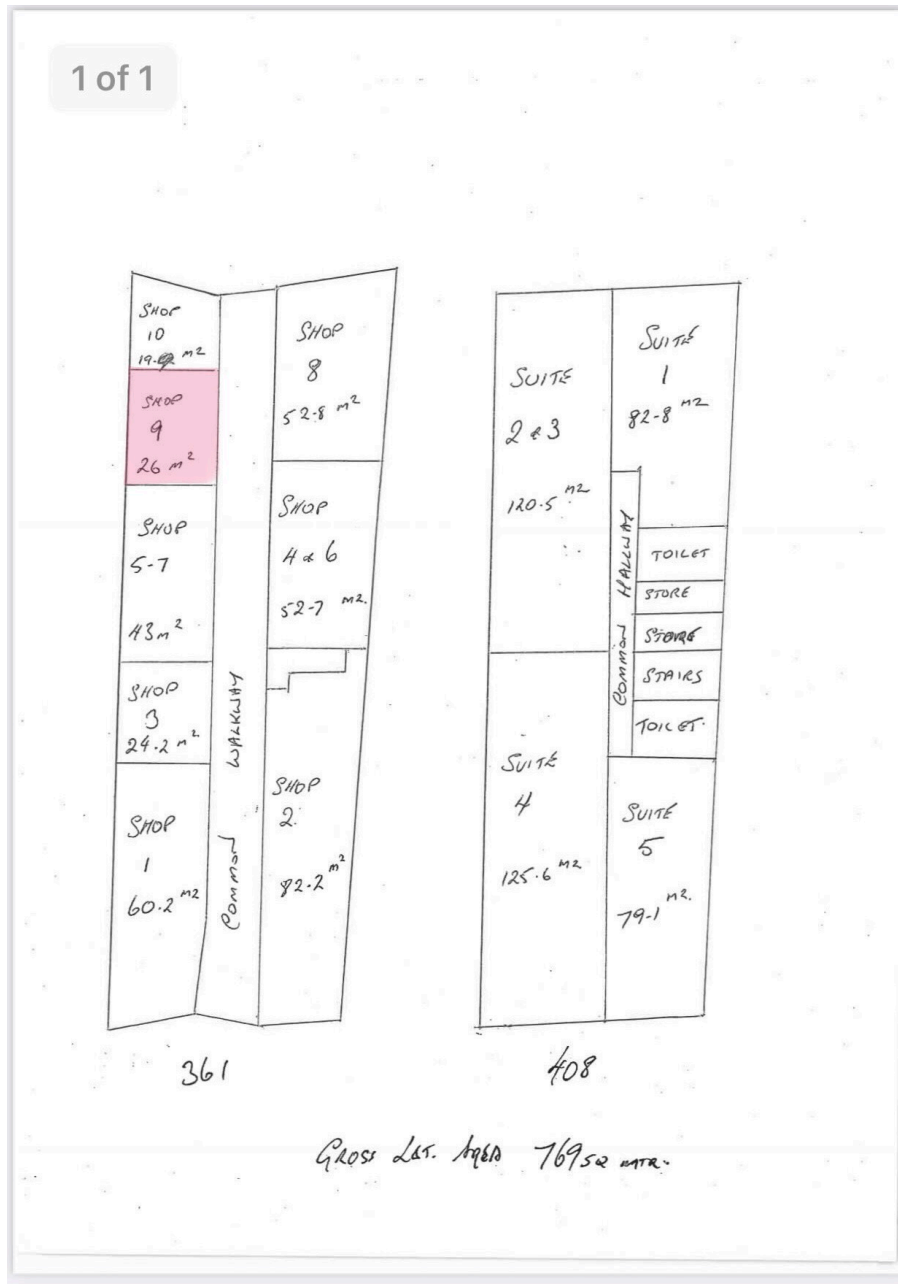 1 of 1
SHOP
10
m2
SHOP
9
26 m2
SHOP
5-7
43 m2
SHOP
3
24.2 m2
SHOP
1
60.2 m2
COMMON WALKWAY
SHOP
8
52.8 m2
SHOP
4 & 6
52-7 m2.
SHOP
2.
82.2 m2
361
SUITE
2 & 3
120.5 m2
SUITE
4
125.6 m2
COMMON HALLWAY
SUITE
1
82-8 m2
TOILET
STORE
STORE
STAIRS
TOILET.
SUITE
5
79-1 m2.
408
GROSS LET. AREA 769 SQ MTR.